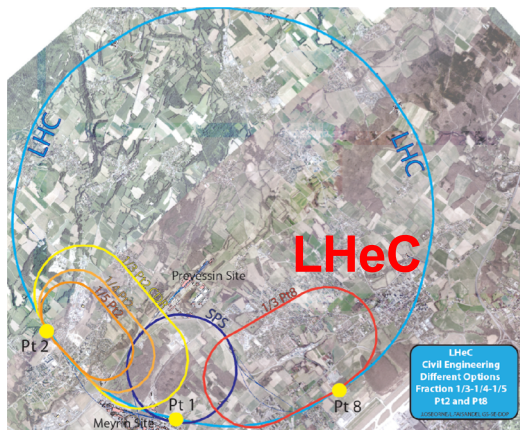 LHC
LHC
LHeC
1/3 Pt2
1/4 Pt2
1/5 Pt2
Prevessin Site
SPS
1/3 Pt8
Pt 2
Pt 1
Pt 8
Meyrin Site
LHeC
Civil Engineering
Different Options
Fraction 1/3-1/4-1/5
Pt2 and Pt8